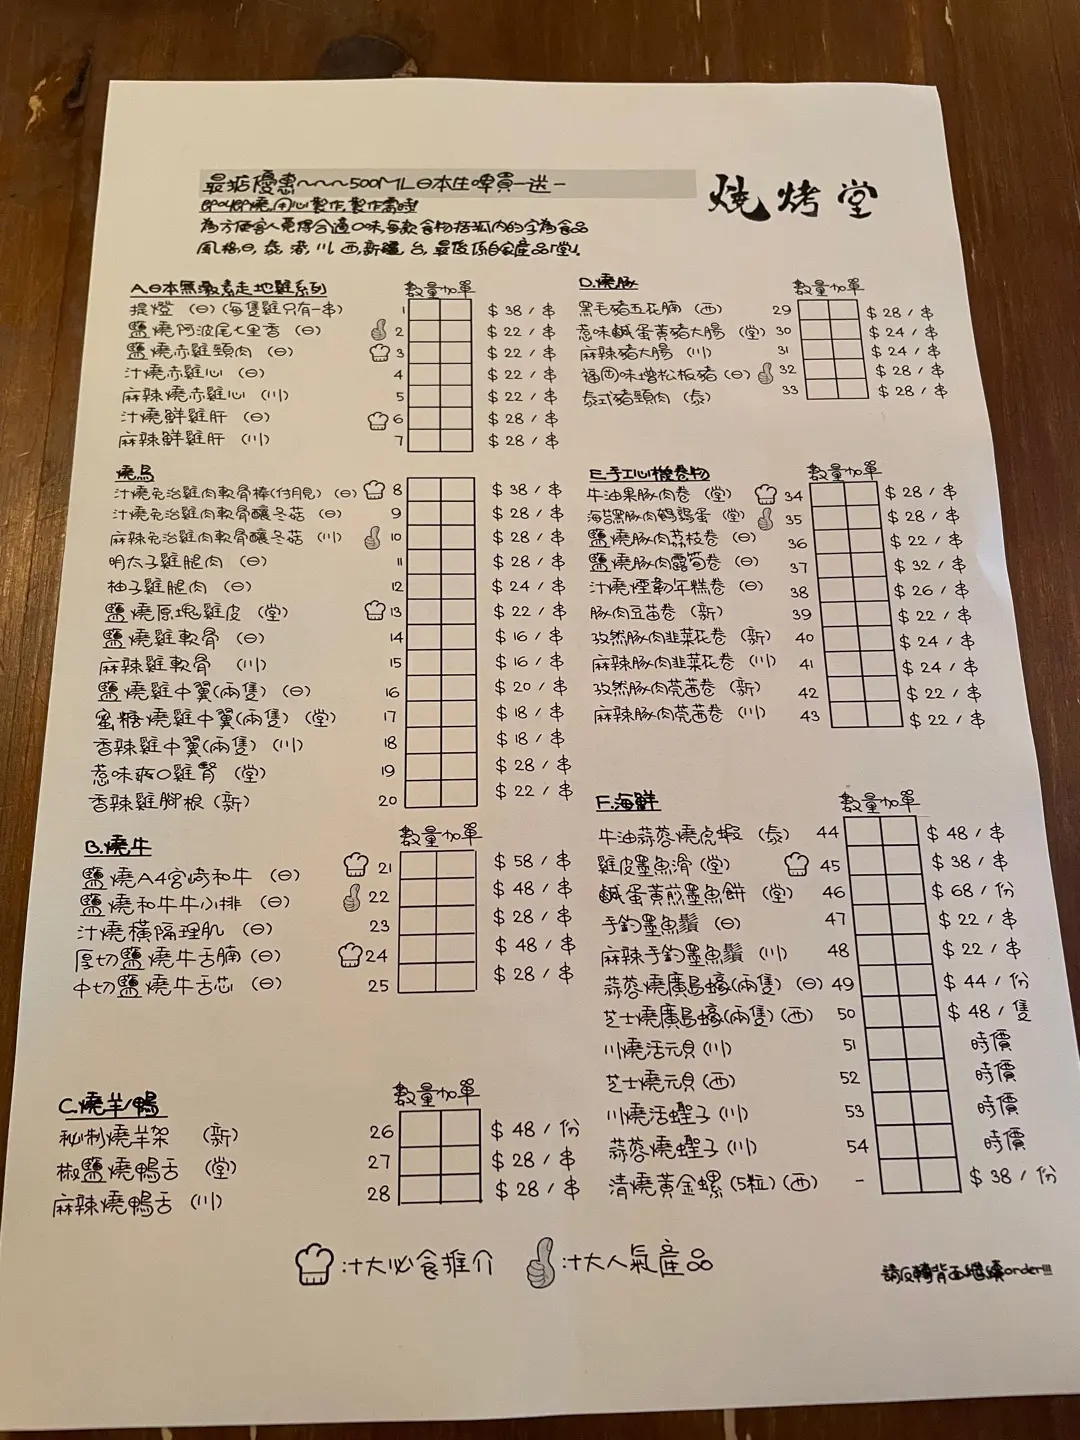 最抵優惠~~~500ML日本生啤買一送一
燒烤堂
即叫即燒,用心製作,製作需時!
為方便客人覓得合適口味,每款食物括弧内的字為食品
風格日, 泰, 港, 川, 西,新疆, 台, 最後係自家產品「堂」.
A.日本無激素走地雞系列 數量 加單
提燈 (日) (每隻雞只有一串) 1 $ 38 / 串
鹽燒阿波尾七里香 (日) 2 $ 22 / 串
鹽燒赤雞頸肉 (日) 3 $ 22 / 串
汁燒赤雞心 (日) 4 $ 22 / 串
麻辣燒赤雞心 (川) 5 $ 22 / 串
汁燒鮮雞肝 (日) 6 $ 28 / 串
麻辣鮮雞肝 (川) 7 $ 28 / 串
燒鳥
汁燒免治雞肉軟骨棒(付月見) (日) 8 $ 38 / 串
汁燒免治雞肉軟骨釀冬菇 (日) 9 $ 28 / 串
麻辣免治雞肉軟骨釀冬菇 (川) 10 $ 28 / 串
明太子雞腿肉 (日) 11 $ 28 / 串
柚子雞腿肉 (日) 12 $ 24 / 串
鹽燒原塊雞皮 (堂) 13 $ 22 / 串
鹽燒雞軟骨 (日) 14 $ 16 / 串
麻辣雞軟骨 (川) 15 $ 16 / 串
鹽燒雞中翼(兩隻) (日) 16 $ 20 / 串
蜜糖燒雞中翼(兩隻) (堂) 17 $ 18 / 串
香辣雞中翼(兩隻) (川) 18 $ 18 / 串
惹味爽口雞腎 (堂) 19 $ 28 / 串
香辣雞腳根 (新) 20 $ 22 / 串
B.燒牛 數量 加單
鹽燒A4宮崎和牛 (日) 21 $ 58 / 串
鹽燒和牛牛小排 (日) 22 $ 48 / 串
汁燒橫隔理肌 (日) 23 $ 28 / 串
厚切鹽燒牛舌腩 (日) 24 $ 48 / 串
中切鹽燒牛舌芯 (日) 25 $ 28 / 串
C.燒羊/鴨 數量 加單
秘制燒羊架 (新) 26 $ 48 / 份
椒鹽燒鴨舌 (堂) 27 $ 28 / 串
麻辣燒鴨舌 (川) 28 $ 28 / 串
D.燒豚 數量 加單
黑毛豬五花腩 (西) 29 $ 28 / 串
惹味鹹蛋黃豬大腸 (堂) 30 $ 24 / 串
麻辣豬大腸 (川) 31 $ 24 / 串
福岡味增松板豬 (日) 32 $ 28 / 串
泰式豬頸肉 (泰) 33 $ 28 / 串
E.手工心機卷物 數量 加單
牛油果豚肉卷 (堂) 34 $ 28 / 串
海苔黑豚肉鵪鶉蛋 (堂) 35 $ 28 / 串
鹽燒豚肉荔枝卷 (日) 36 $ 22 / 串
鹽燒豚肉露筍卷 (日) 37 $ 32 / 串
汁燒煙韌年糕卷 (日) 38 $ 26 / 串
豚肉豆苗卷 (新) 39 $ 22 / 串
孜然豚肉韭菜花卷 (新) 40 $ 24 / 串
麻辣豚肉韭菜花卷 (川) 41 $ 24 / 串
孜然豚肉芫茜卷 (新) 42 $ 22 / 串
麻辣豚肉芫茜卷 (川) 43 $ 22 / 串
F.海鮮 數量 加單
牛油蒜蓉燒虎蝦 (泰) 44 $ 48 / 串
雞皮墨魚滑 (堂) 45 $ 38 / 串
鹹蛋黃煎墨魚餅 (堂) 46 $ 68 / 份
手釣墨魚鬚 (日) 47 $ 22 / 串
麻辣手釣墨魚鬚 (川) 48 $ 22 / 串
蒜蓉燒廣島蠔(兩隻) (日) 49 $ 44 / 份
芝士燒廣島蠔(兩隻) (西) 50 $ 48 / 隻
川燒活元貝 (川) 51 時價
芝士燒元貝 (西) 52 時價
川燒活蟶子 (川) 53 時價
蒜蓉燒蟶子 (川) 54 時價
清燒黃金螺 (5粒) (西) - $ 38 / 份
:十大必食推介 :十大人氣產品
請反轉背面繼續order!!!